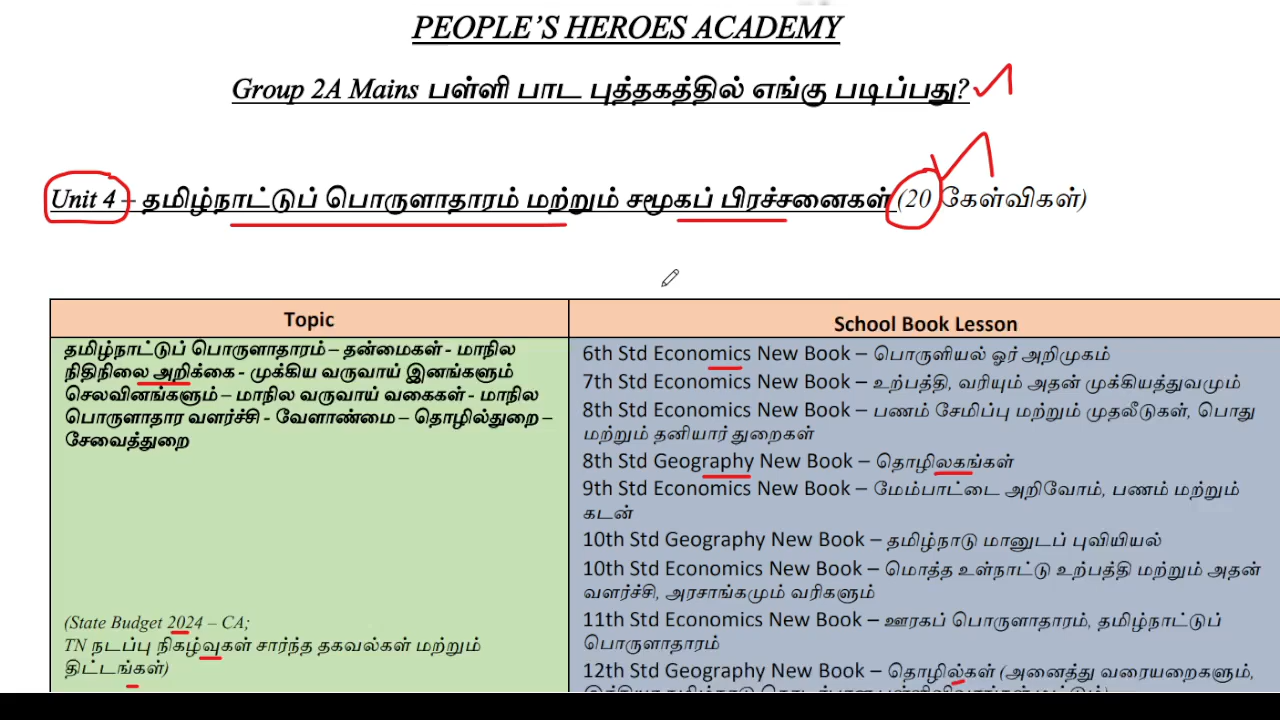 PEOPLE'S HEROES ACADEMY
Group 2A Mains பள்ளி பாட புத்தகத்தில் எங்கு படிப்பது?
Unit 4 – தமிழ்நாட்டுப் பொருளாதாரம் மற்றும் சமூகப் பிரச்சனைகள் (20 கேள்விகள்)
Topic
தமிழ்நாட்டுப் பொருளாதாரம் – தன்மைகள் - மாநில
நிதிநிலை அறிக்கை - முக்கிய வருவாய் இனங்களும்
செலவினங்களும் – மாநில வருவாய் வகைகள் - மாநில
பொருளாதார வளர்ச்சி - வேளாண்மை – தொழில்துறை –
சேவைத்துறை
(State Budget 2024 – CA;
TN நடப்பு நிகழ்வுகள் சார்ந்த தகவல்கள் மற்றும்
திட்டங்கள்)
School Book Lesson
6th Std Economics New Book – பொருளியல் ஓர் அறிமுகம்
7th Std Economics New Book – உற்பத்தி, வரியும் அதன் முக்கியத்துவமும்
8th Std Economics New Book – பணம் சேமிப்பு மற்றும் முதலீடுகள், பொது
மற்றும் தனியார் துறைகள்
8th Std Geography New Book – தொழிலகங்கள்
9th Std Economics New Book – மேம்பாட்டை அறிவோம், பணம் மற்றும்
கடன்
10th Std Geography New Book – தமிழ்நாடு மானுடப் புவியியல்
10th Std Economics New Book – மொத்த உள்நாட்டு உற்பத்தி மற்றும் அதன்
வளர்ச்சி, அரசாங்கமும் வரிகளும்
11th Std Economics New Book – ஊரகப் பொருளாதாரம், தமிழ்நாட்டுப்
பொருளாதாரம்
12th Std Geography New Book – தொழில்கள் (அனைத்து வரையறைகளும்,